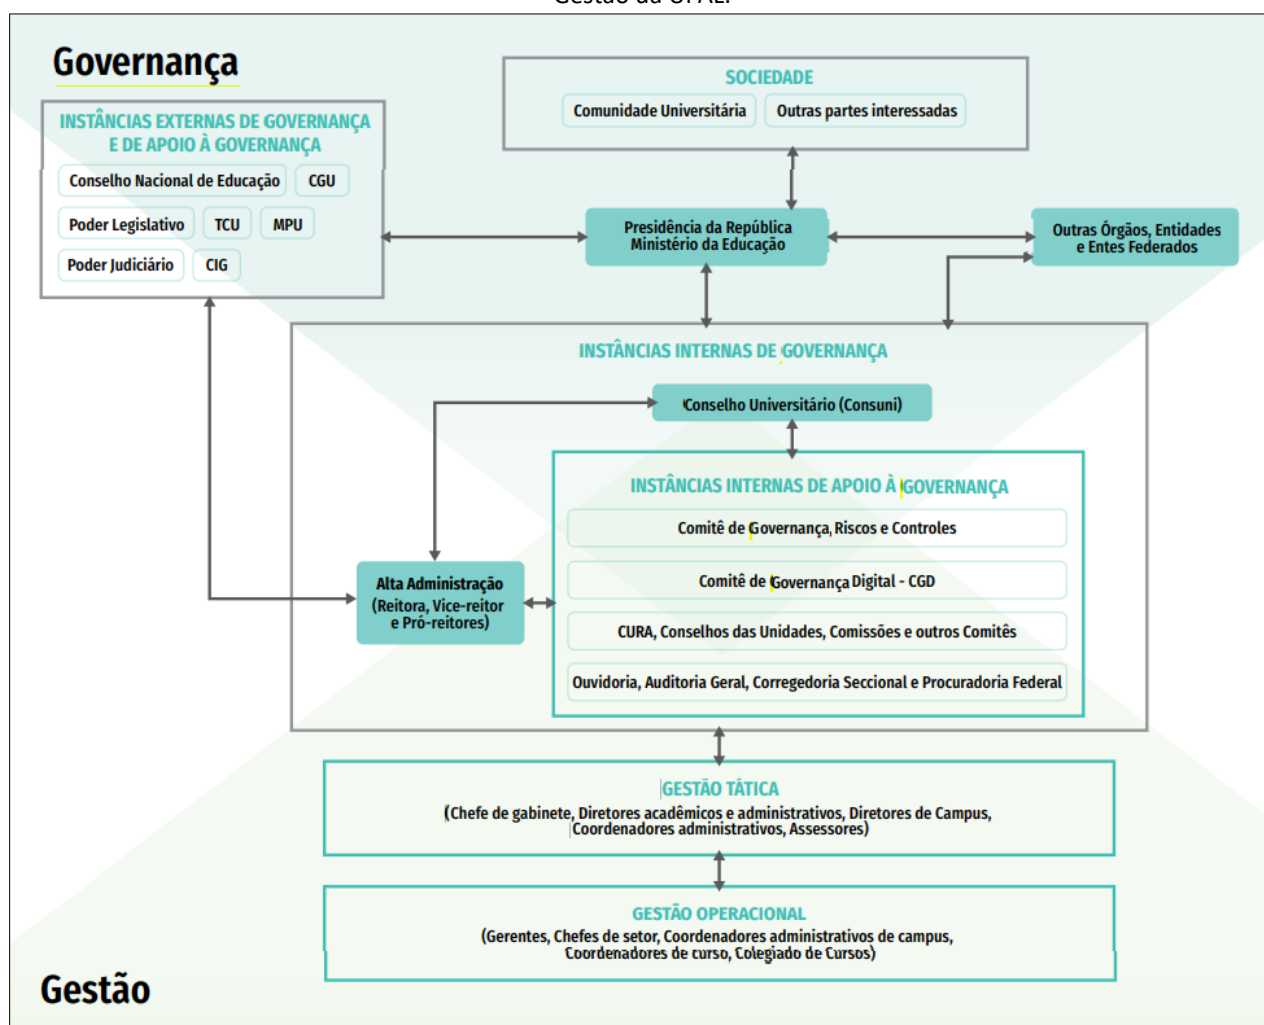 Gestão da UFAL.
Governança
SOCIEDADE
Comunidade Universitária
Outras partes interessadas
INSTÂNCIAS EXTERNAS DE GOVERNANÇA
E DE APOIO À GOVERNANÇA
Conselho Nacional de Educação
CGU
Poder Legislativo
TCU
MPU
Poder Judiciário
CIG
Presidência da República
Ministério da Educação
Outras Órgãos, Entidades
e Entes Federados
INSTÂNCIAS INTERNAS DE GOVERNANÇA
Conselho Universitário (Consuni)
INSTÂNCIAS INTERNAS DE APOIO À GOVERNANÇA
Comitê de Governança, Riscos e Controles
Comitê de Governança Digital - CGD
CURA, Conselhos das Unidades, Comissões e outros Comitês
Ouvidoria, Auditoria Geral, Corregedoria Seccional e Procuradoria Federal
Alta Administração
(Reitora, Vice-reitor
e Pró-reitores)
GESTÃO TÁTICA
(Chefe de gabinete, Diretores acadêmicos e administrativos, Diretores de Campus,
Coordenadores administrativos, Assessores)
GESTÃO OPERACIONAL
(Gerentes, Chefes de setor, Coordenadores administrativos de campus,
Coordenadores de curso, Colegiado de Cursos)
Gestão